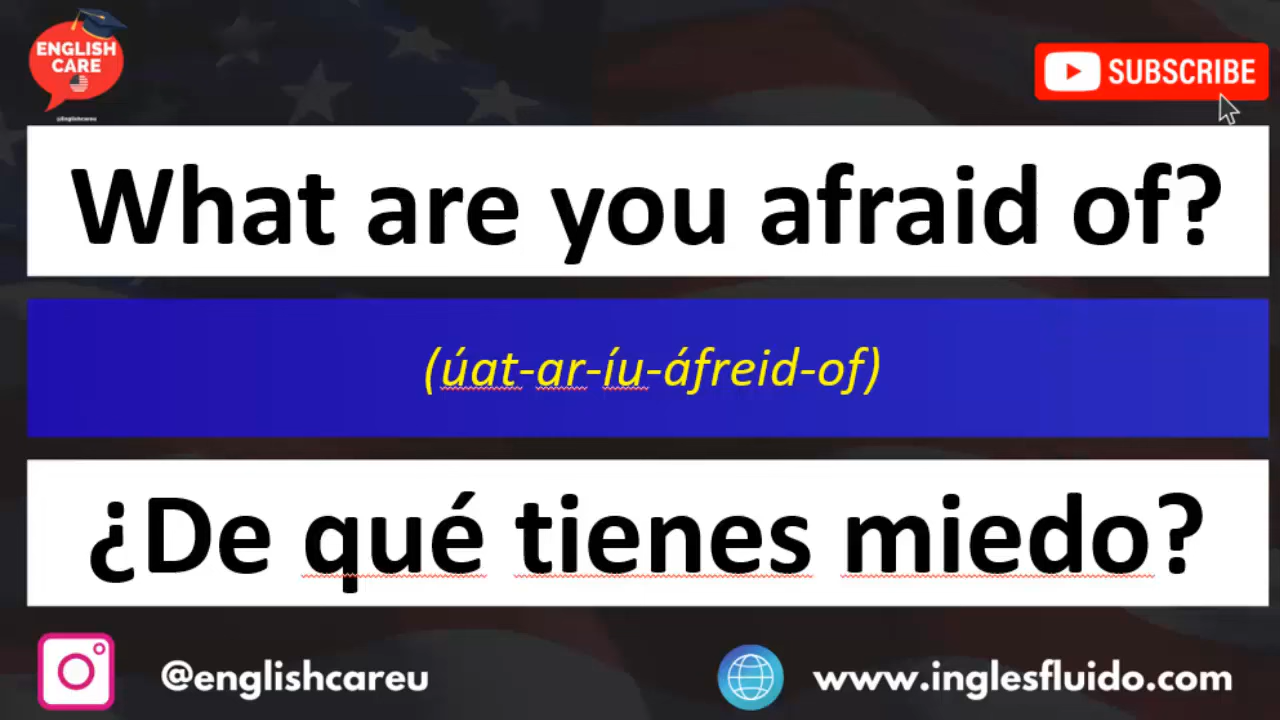 ENGLISH
CARE
@Englishcareu
SUBSCRIBE
What are you afraid of?
(úat-ar-íu-áfreid-of)
¿De qué tienes miedo?
@englishcareu
www.inglesfluido.com